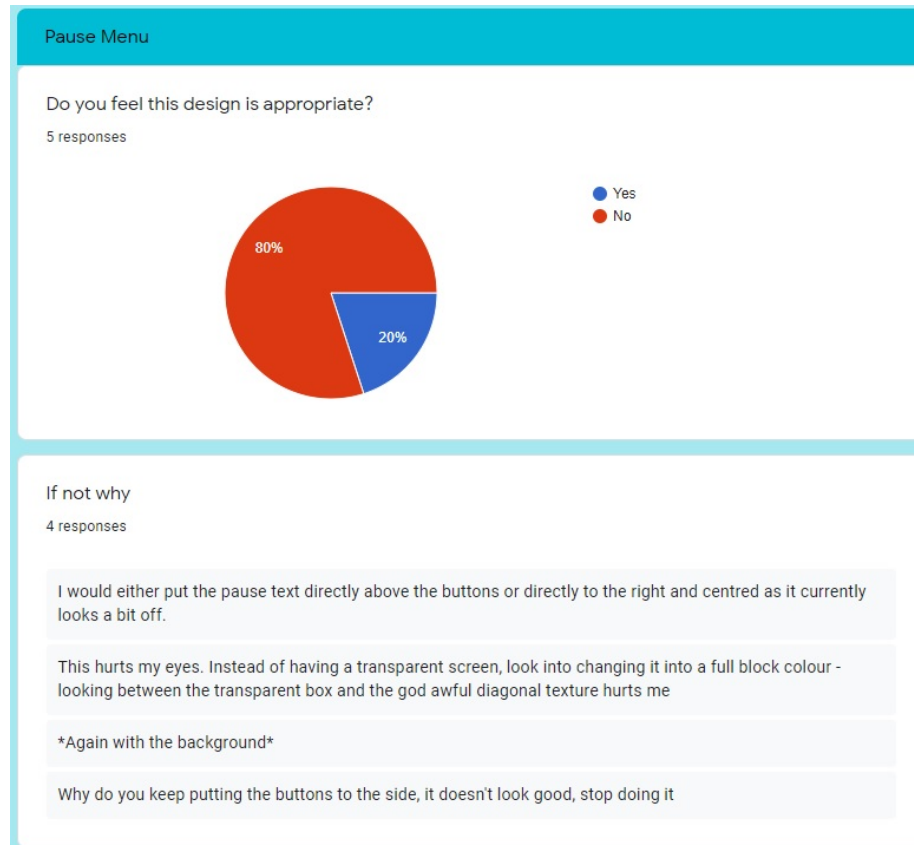 Pause Menu
Do you feel this design is appropriate?
5 responses
Yes
No
80%
20%
If not why
4 responses
I would either put the pause text directly above the buttons or directly to the right and centred as it currently
looks a bit off.
This hurts my eyes. Instead of having a transparent screen, look into changing it into a full block colour -
looking between the transparent box and the god awful diagonal texture hurts me
*Again with the background*
Why do you keep putting the buttons to the side, it doesn't look good, stop doing it